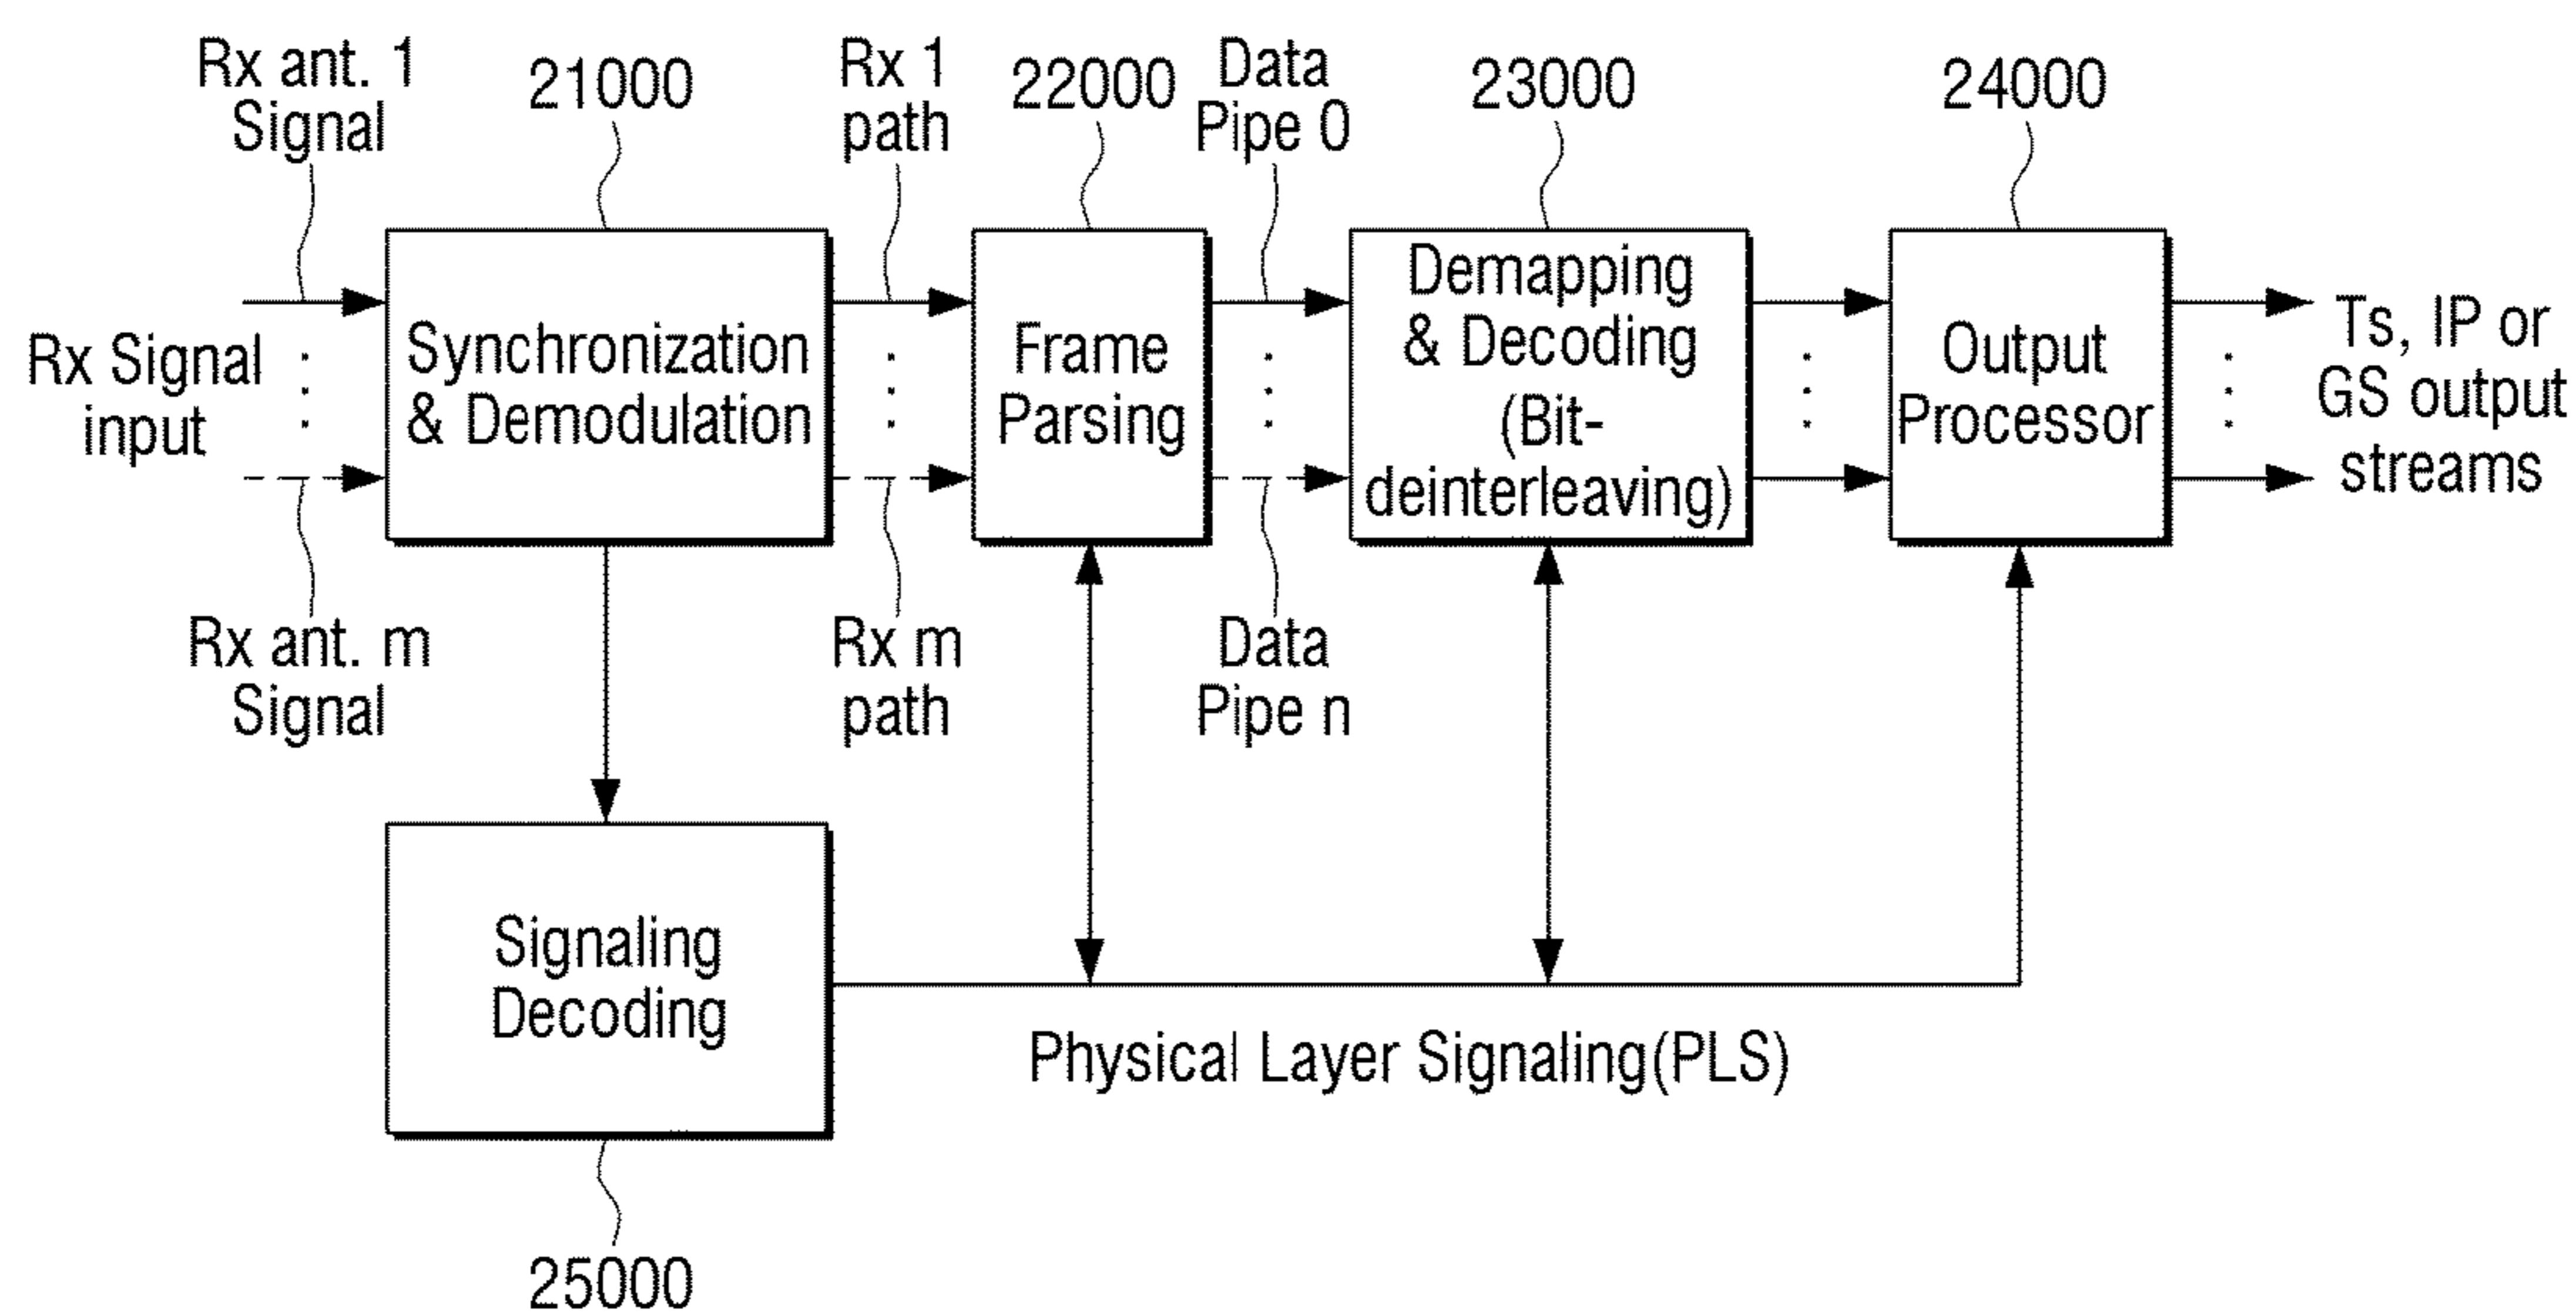 Rx ant. 1
Signal
21000
Rx 1
path
22000
Data
Pipe 0
23000
24000
Rx Signal
input
Synchronization
& Demodulation
Frame
Parsing
Demapping
& Decoding
(Bit-
deinterleaving)
Output
Processor
Ts, IP or
GS output
streams
Rx ant. m
Signal
Rx m
path
Data
Pipe n
Signaling
Decoding
Physical Layer Signaling(PLS)
25000